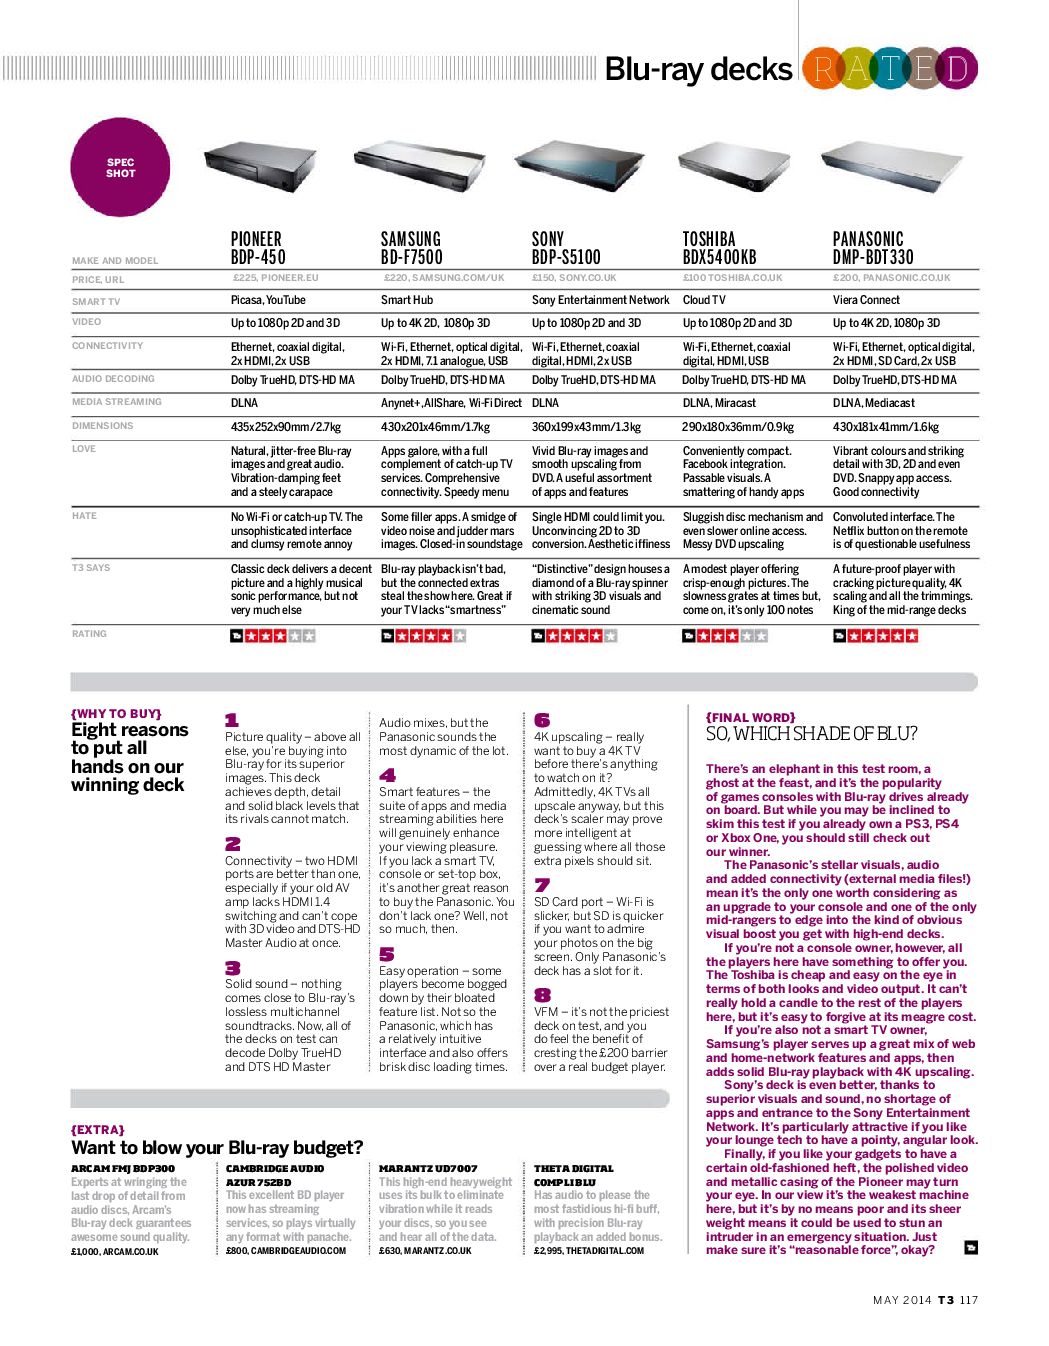 Blu-ray decks RATED
SPEC
SHOT
MAKE AND MODEL
PIONEER
BDP-450
SAMSUNG
BD-F7500
SONY
BDP-S5100
TOSHIBA
BDX5400KB
PANASONIC
DMP-BDT330
PRICE, URL
£225, PIONEER.EU
£220, SAMSUNG.COM/UK
£150, SONY.CO.UK
£100 TOSHIBA.CO.UK
£200, PANASONIC.CO.UK
SMART TV
Picasa, YouTube
Smart Hub
Sony Entertainment Network
Cloud TV
Viera Connect
VIDEO
Up to 1080p 2D and 3D
Up to 4K 2D, 1080p 3D
Up to 1080p 2D and 3D
Up to 1080p 2D and 3D
Up to 4K 2D, 1080p 3D
CONNECTIVITY
Ethernet, coaxial digital,
2x HDMI, 2x USB
Wi-Fi, Ethernet, optical digital,
2x HDMI, 7.1 analogue, USB
Wi-Fi, Ethernet, coaxial
digital, HDMI, 2x USB
Wi-Fi, Ethernet, coaxial
digital, HDMI, USB
Wi-Fi, Ethernet, optical digital,
2x HDMI, SD Card, 2x USB
AUDIO DECODING
Dolby TrueHD, DTS-HD MA
Dolby TrueHD, DTS-HD MA
Dolby TrueHD, DTS-HD MA
Dolby TrueHD, DTS-HD MA
Dolby TrueHD, DTS-HD MA
MEDIA STREAMING
DLNA
Anynet+, AllShare, Wi-Fi Direct
DLNA
DLNA, Miracast
DLNA, Mediacast
DIMENSIONS
435x252x90mm/2.7kg
430x201x46mm/1.7kg
360x199x43mm/1.3kg
290x180x36mm/0.9kg
430x181x41mm/1.6kg
LOVE
Natural, jitter-free Blu-ray
images and great audio.
Vibration-damping feet
and a steely carapace
Apps galore, with a full
complement of catch-up TV
services. Comprehensive
connectivity. Speedy menu
Vivid Blu-ray images and
smooth upscaling from
DVD. A useful assortment
of apps and features
Conveniently compact.
Facebook integration.
Passable visuals. A
smattering of handy apps
Vibrant colours and striking
detail with 3D, 2D and even
DVD. Snappy app access.
Good connectivity
HATE
No Wi-Fi or catch-up TV. The
unsophisticated interface
and clumsy remote annoy
Some filler apps. A smidge of
video noise and judder mars
images. Closed-in soundstage
Single HDMI could limit you.
Unconvincing 2D to 3D
conversion. Aesthetic iffiness
Sluggish disc mechanism and
even slower online access.
Messy DVD upscaling
Convoluted interface. The
Netflix button on the remote
is of questionable usefulness
T3 SAYS
Classic deck delivers a decent
picture and a highly musical
sonic performance, but not
very much else
Blu-ray playback isn't bad,
but the connected extras
steal the show here. Great if
your TV lacks "smartness"
"Distinctive" design houses a
diamond of a Blu-ray spinner
with striking 3D visuals and
cinematic sound
A modest player offering
crisp-enough pictures. The
slowness grates at times but,
come on, it's only 100 notes
A future-proof player with
cracking picture quality, 4K
scaling and all the trimmings.
King of the mid-range decks
RATING
T3
T3
T3
T3
T3
{WHY TO BUY}
Eight reasons
to put all
hands on our
winning deck
1
Picture quality – above all
else, you're buying into
Blu-ray for its superior
images. This deck
achieves depth, detail
and solid black levels that
its rivals cannot match.
2
Connectivity – two HDMI
ports are better than one,
especially if your old AV
amp lacks HDMI 1.4
switching and can't cope
with 3D video and DTS-HD
Master Audio at once.
3
Solid sound – nothing
comes close to Blu-ray's
lossless multichannel
soundtracks. Now, all of
the decks on test can
decode Dolby TrueHD
and DTS HD Master
Audio mixes, but the
Panasonic sounds the
most dynamic of the lot.
4
Smart features – the
suite of apps and media
streaming abilities here
will genuinely enhance
your viewing pleasure.
If you lack a smart TV,
console or set-top box,
it's another great reason
to buy the Panasonic. You
don't lack one? Well, not
so much, then.
5
Easy operation – some
players become bogged
down by their bloated
feature list. Not so the
Panasonic, which has
a relatively intuitive
interface and also offers
brisk disc loading times.
6
4K upscaling – really
want to buy a 4K TV
before there's anything
to watch on it?
Admittedly, 4K TVs all
upscale anyway, but this
deck's scaler may prove
more intelligent at
guessing where all those
extra pixels should sit.
7
SD Card port – Wi-Fi is
slicker, but SD is quicker
if you want to admire
your photos on the big
screen. Only Panasonic's
deck has a slot for it.
8
VFM – it's not the priciest
deck on test, and you
do feel the benefit of
cresting the £200 barrier
over a real budget player.
{FINAL WORD}
SO, WHICH SHADE OF BLU?
There's an elephant in this test room, a
ghost at the feast, and it's the popularity
of games consoles with Blu-ray drives already
on board. But while you may be inclined to
skim this test if you already own a PS3, PS4
or Xbox One, you should still check out
our winner.
The Panasonic's stellar visuals, audio
and added connectivity (external media files!)
mean it's the only one worth considering as
an upgrade to your console and one of the only
mid-rangers to edge into the kind of obvious
visual boost you get with high-end decks.
If you're not a console owner, however, all
the players here have something to offer you.
The Toshiba is cheap and easy on the eye in
terms of both looks and video output. It can't
really hold a candle to the rest of the players
here, but it's easy to forgive at its meagre cost.
If you're also not a smart TV owner,
Samsung's player serves up a great mix of web
and home-network features and apps, then
adds solid Blu-ray playback with 4K upscaling.
Sony's deck is even better, thanks to
superior visuals and sound, no shortage of
apps and entrance to the Sony Entertainment
Network. It's particularly attractive if you like
your lounge tech to have a pointy, angular look.
Finally, if you like your gadgets to have a
certain old-fashioned heft, the polished video
and metallic casing of the Pioneer may turn
your eye. In our view it's the weakest machine
here, but it's by no means poor and its sheer
weight means it could be used to stun an
intruder in an emergency situation. Just
make sure it's "reasonable force", okay?
T3
{EXTRA}
Want to blow your Blu-ray budget?
ARCAM FMJ BDP300
Experts at wringing the
last drop of detail from
audio discs, Arcam's
Blu-ray deck guarantees
awesome sound quality.
£1,000, ARCAM.CO.UK
CAMBRIDGE AUDIO
AZUR 752BD
This excellent BD player
now has streaming
services, so plays virtually
any format with panache.
£800, CAMBRIDGEAUDIO.COM
MARANTZ UD7007
This high-end heavyweight
uses its bulk to eliminate
vibration while it reads
your discs, so you see
and hear all of the data.
£630, MARANTZ.CO.UK
THETA DIGITAL
COMPLI BLU
Has audio to please the
most fastidious hi-fi buff,
with precision Blu-ray
playback an added bonus.
£2,995, THETADIGITAL.COM
MAY 2014 T3 117